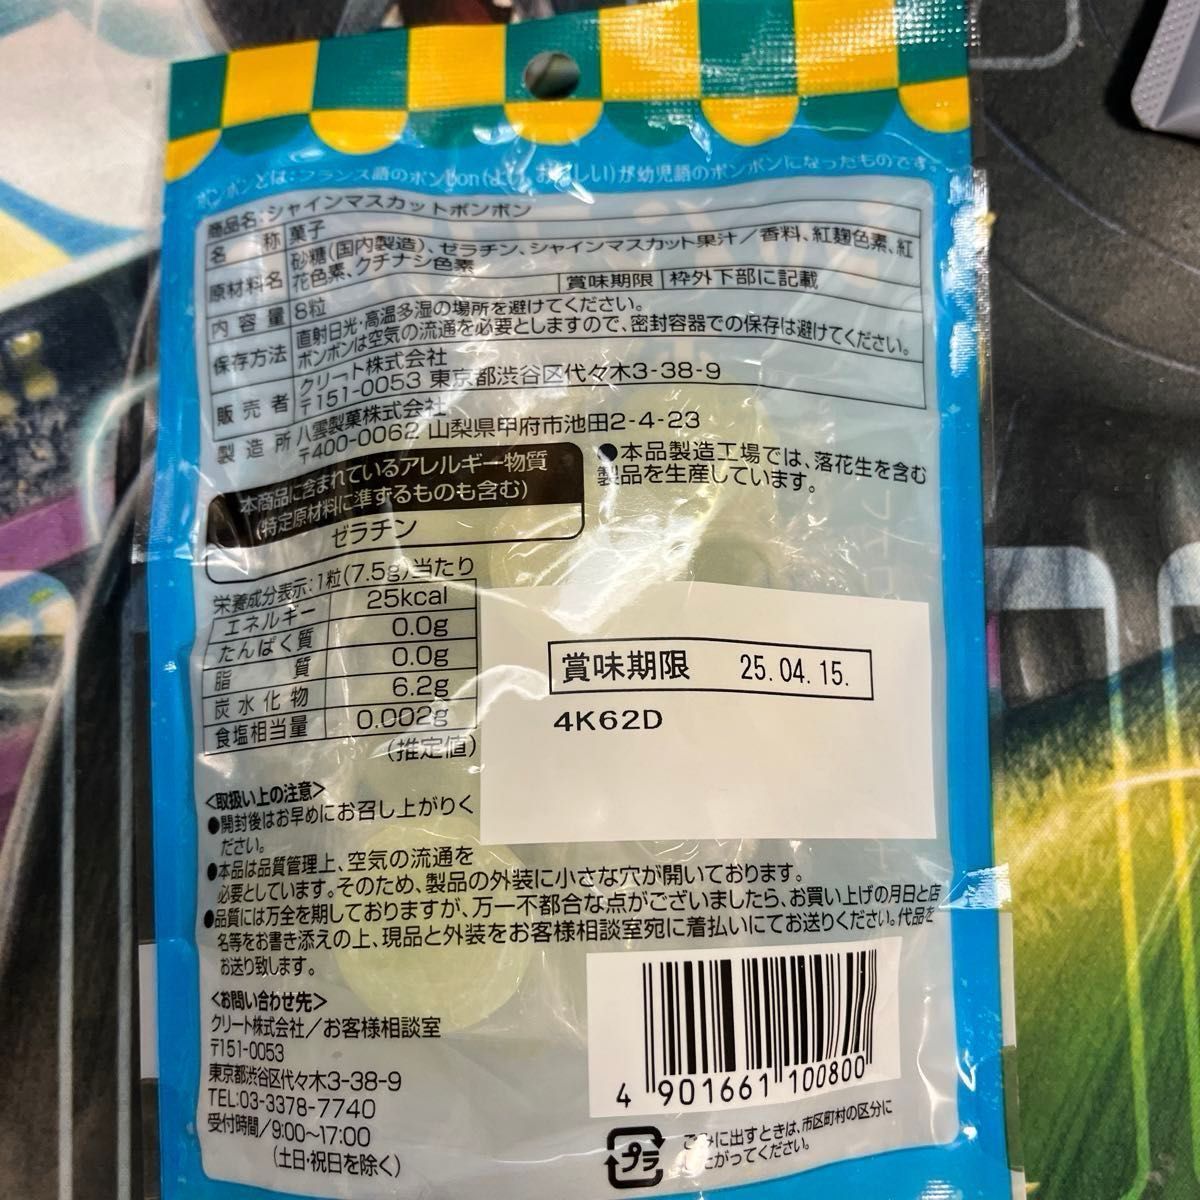 ボンボンとは:フランス語のボンbon(よい、おいしい)が幼児語のボンボンになったものです。
商品名:シャインマスカットボンボン
名 称 菓子
原材料名 砂糖(国内製造)、ゼラチン、シャインマスカット果汁/香料、紅麹色素、紅
花色素、クチナシ色素
内容量 8粒 賞味期限 枠外下部に記載
保存方法 直射日光・高温多湿の場所を避けてください。
ボンボンは空気の流通を必要としますので、密封容器での保存は避けてください。
販売者 クリート株式会社
〒151-0053 東京都渋谷区代々木3-38-9
製造所 八雲製菓株式会社
〒400-0062 山梨県甲府市池田2-4-23
本商品に含まれているアレルギー物質
(特定原材料に準ずるものも含む)
ゼラチン
●本品製造工場では、落花生を含む
製品を生産しています。
栄養成分表示:1粒(7.5g)当たり
エネルギー 25kcal
たんぱく質 0.0g
脂 質 0.0g
炭水化物 6.2g
食塩相当量 0.002g
(推定値)
賞味期限 25.04.15.
4K62D
<取扱い上の注意>
●開封後はお早めにお召し上がりく
ださい。
●本品は品質管理上、空気の流通を
必要としています。そのため、製品の外装に小さな穴が開いております。
●品質には万全を期しておりますが、万一不都合な点がございましたら、お買い上げの月日と店
名等をお書き添えの上、現品と外装をお客様相談室宛に着払いにてお送りください。代品を
お送り致します。
<お問い合わせ先>
クリート株式会社/お客様相談室
〒151-0053
東京都渋谷区代々木3-38-9
TEL:03-3378-7740
受付時間/9:00~17:00
(土日・祝日を除く)
4 901661 100800
プラ
ごみに出すときは、市区町村の区分に
したがってください。